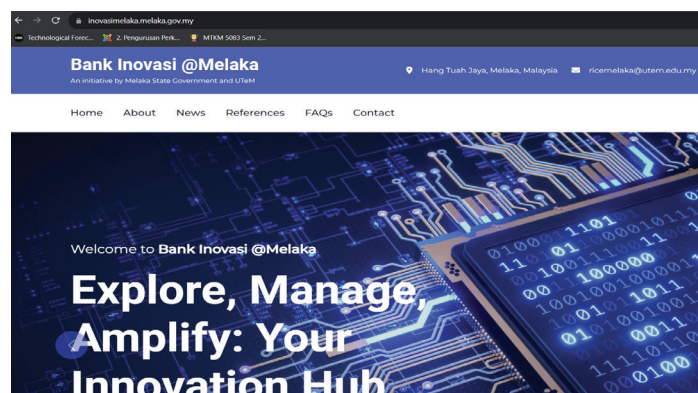 inovasimelaka.melaka.gov.my
Technological Forec... 2. Pengurusan Perk... MTKM 5083 Sem 2...
Bank Inovasi @Melaka
An initiative by Melaka State Government and UTeM
Hang Tuah Jaya, Melaka, Malaysia ricemelaka@utem.edu.my
Home About News References FAQs Contact
Welcome to Bank Inovasi @Melaka
Explore, Manage,
Amplify: Your
Innovation Hub